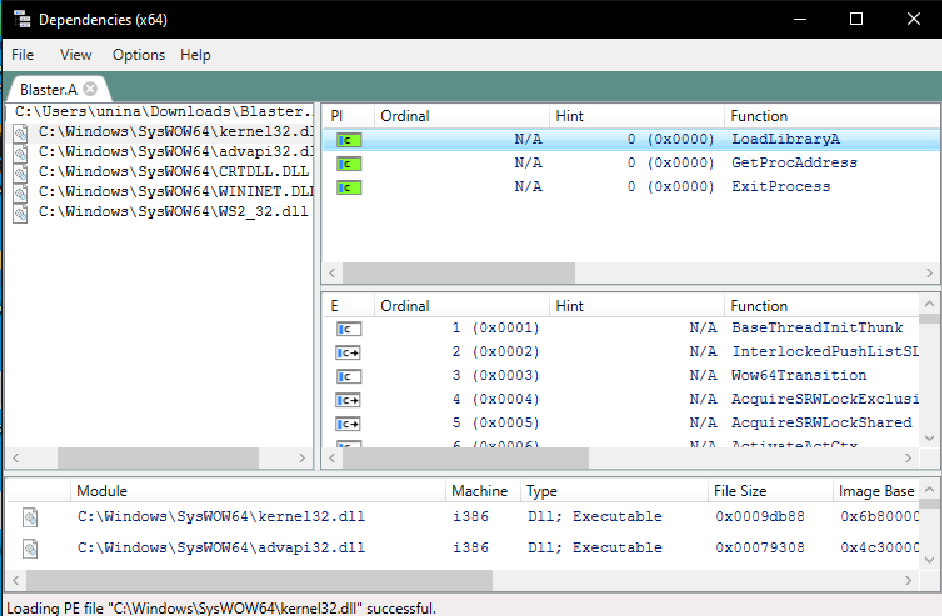 Dependencies (x64)
File View Options Help
Blaster.A
C:\Users\unina\Downloads\Blaster.
C:\Windows\SysWOW64\kernel32.dl
C:\Windows\SysWOW64\advapi32.dl
C:\Windows\SysWOW64\CRTDLL.DLL
C:\Windows\SysWOW64\WININET.DLL
C:\Windows\SysWOW64\WS2_32.dll
PI Ordinal Hint Function
N/A 0 (0x0000) LoadLibraryA
N/A 0 (0x0000) GetProcAddress
N/A 0 (0x0000) ExitProcess
E Ordinal Hint Function
1 (0x0001) N/A BaseThreadInitThunk
2 (0x0002) N/A InterlockedPushListSL
3 (0x0003) N/A Wow64Transition
4 (0x0004) N/A AcquireSRWLockExclusi
5 (0x0005) N/A AcquireSRWLockShared
6 (0x0006) N/A ActivateActCtx
Module Machine Type File Size Image Base
C:\Windows\SysWOW64\kernel32.dll i386 Dll; Executable 0x0009db88 0x6b80000
C:\Windows\SysWOW64\advapi32.dll i386 Dll; Executable 0x00079308 0x4c30000
Loading PE file "C:\Windows\SysWOW64\kernel32.dll" successful.